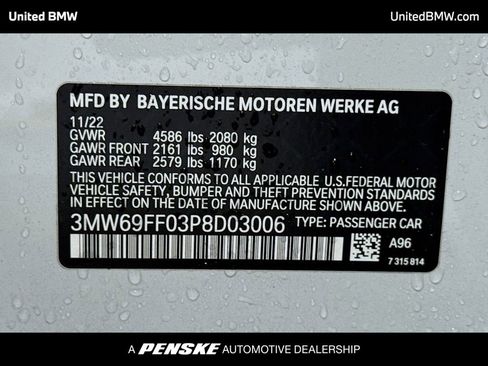 United BMW
UnitedBMW.com
MFD BY BAYERISCHE MOTOREN WERKE AG
11/22
GVWR 4586 lbs 2080 kg
GAWR FRONT 2161 lbs 980 kg
GAWR REAR 2579 lbs 1170 kg
THIS VEHICLE CONFORMS TO ALL APPLICABLE U.S.FEDERAL MOTOR
VEHICLE SAFETY, BUMPER AND THEFT PREVENTION STANDARDS
IN EFFECT ON THE DATE OF MANUFACTURE SHOWN ABOVE.
3MW69FF03P8D03006 TYPE: PASSENGER CAR
A96
7 315 814
A PENSKE AUTOMOTIVE DEALERSHIP